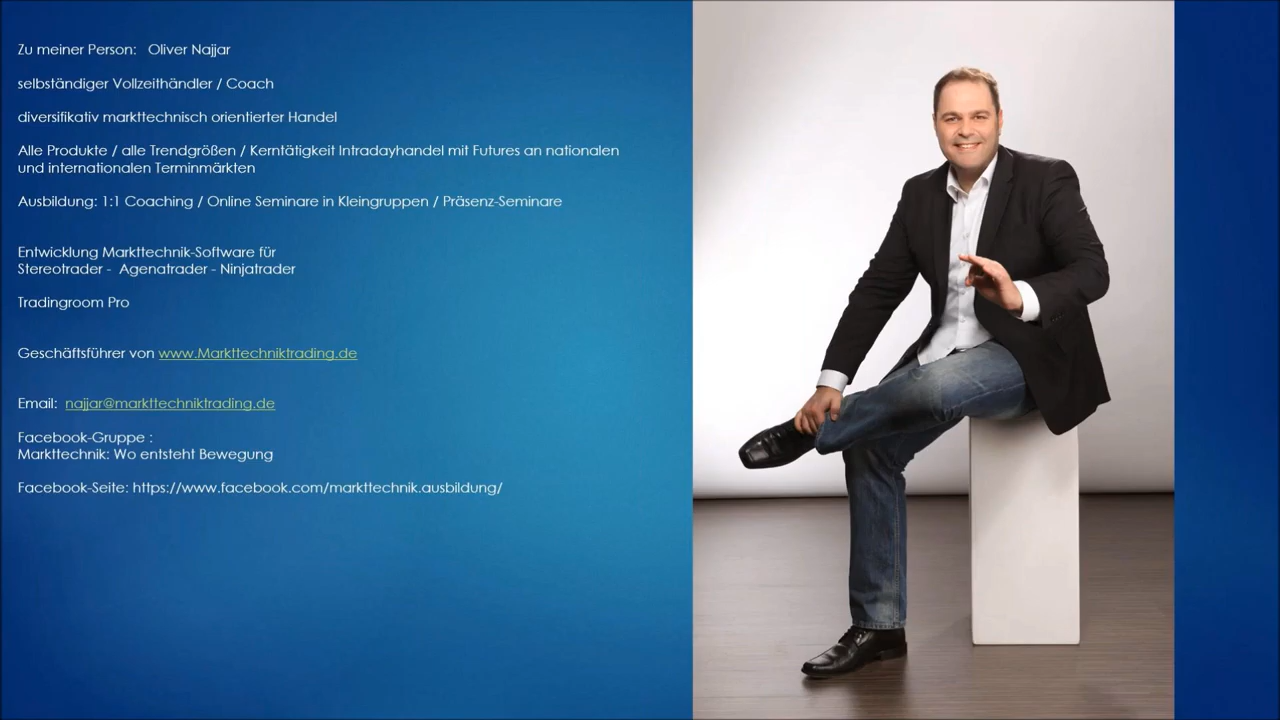 Zu meiner Person: Oliver Najjar
selbständiger Vollzeithändler / Coach
diversifikativ markttechnisch orientierter Handel
Alle Produkte / alle Trendgrößen / Kerntätigkeit Intradayhandel mit Futures an nationalen
und internationalen Terminmärkten
Ausbildung: 1:1 Coaching / Online Seminare in Kleingruppen / Präsenz-Seminare
Entwicklung Markttechnik-Software für
Stereotrader - Agenatrader - Ninjatrader
Tradingroom Pro
Geschäftsführer von www.Markttechniktrading.de
Email: najjar@markttechniktrading.de
Facebook-Gruppe :
Markttechnik: Wo entsteht Bewegung
Facebook-Seite: https://www.facebook.com/markttechnik.ausbildung/